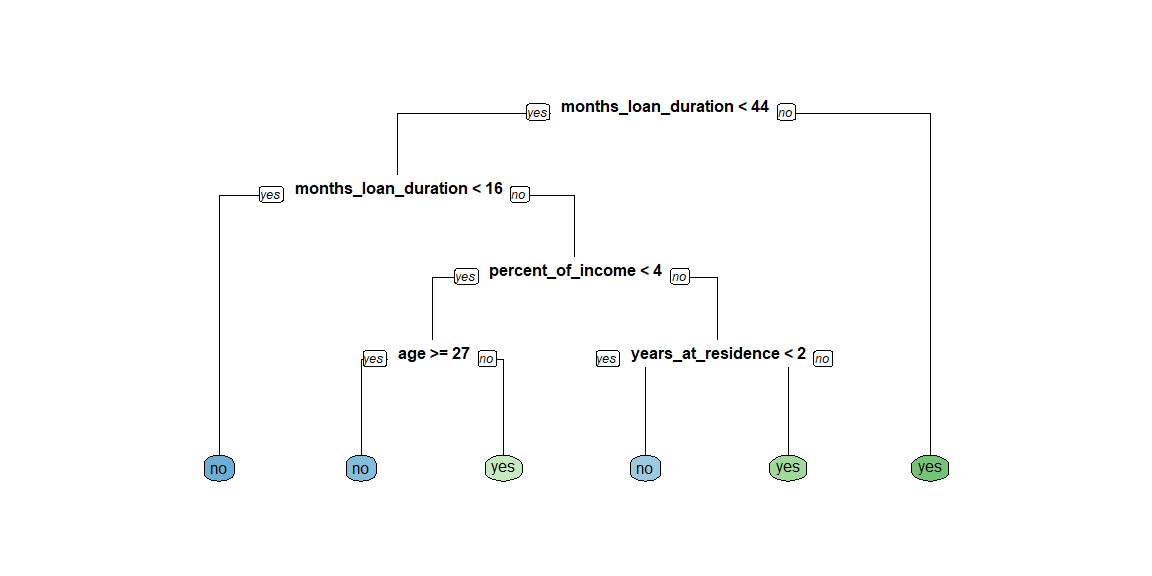 yes months_loan_duration < 44 no
yes months_loan_duration < 16 no
yes percent_of_income < 4 no
yes age >= 27 no yes years_at_residence < 2 no
no no yes no yes yes